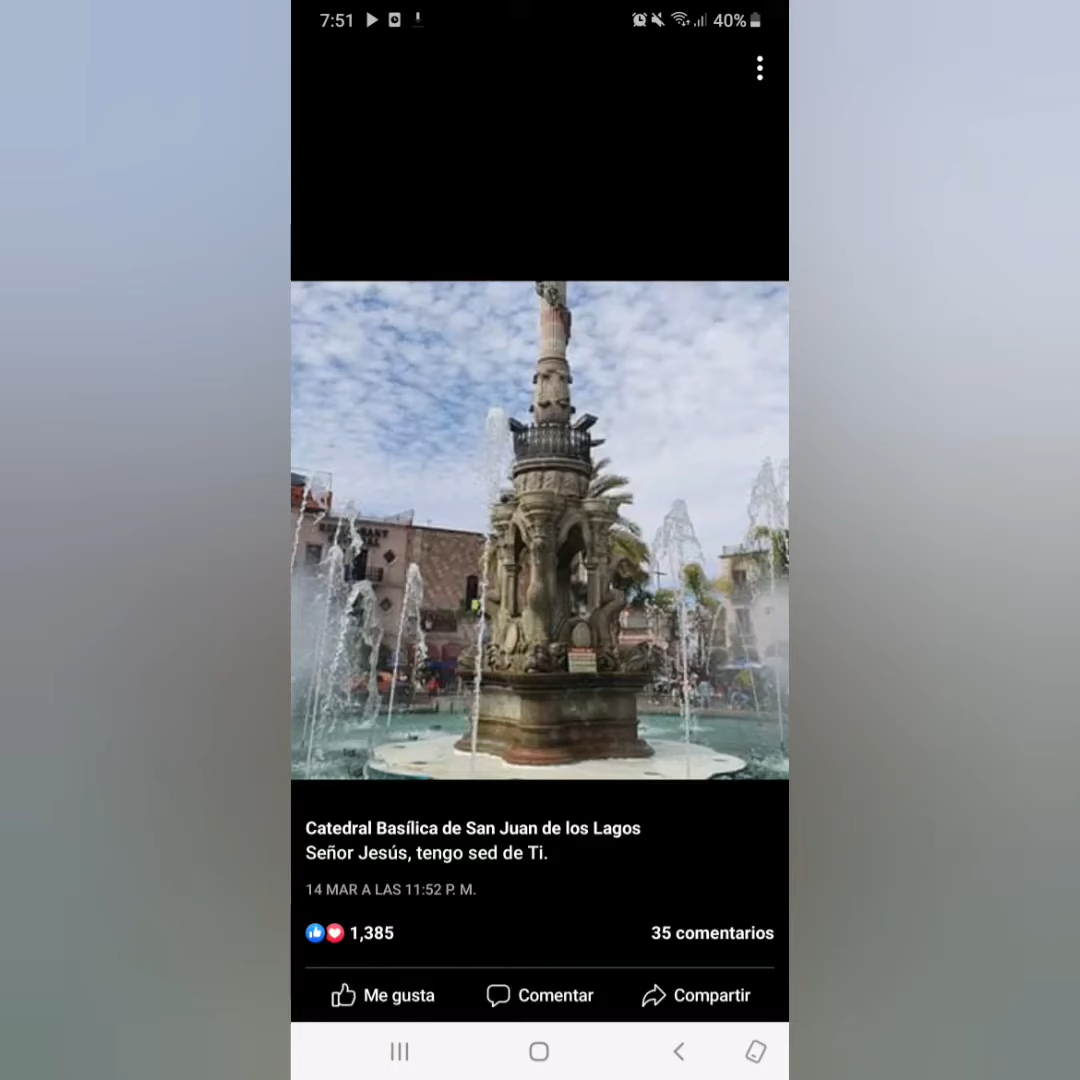 7:51
40%
Catedral Basílica de San Juan de los Lagos
Señor Jesús, tengo sed de Ti.
14 MAR A LAS 11:52 P. M.
1,385
35 comentarios
Me gusta
Comentar
Compartir